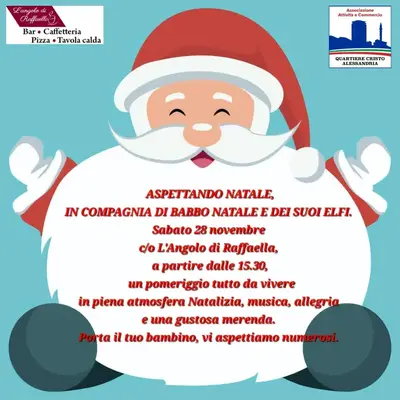 L'angolo di
Raffaella
Bar • Caffetteria
Pizza • Tavola calda
Associazione
Attività e Commercio
QUARTIERE CRISTO
ALESSANDRIA
ASPETTANDO NATALE,
IN COMPAGNIA DI BABBO NATALE E DEI SUOI ELFI.
Sabato 28 novembre
c/o L'Angolo di Raffaella,
a partire dalle 15.30,
un pomeriggio tutto da vivere
in piena atmosfera Natalizia, musica, allegria
e una gustosa merenda.
Porta il tuo bambino, vi aspettiamo numerosi.